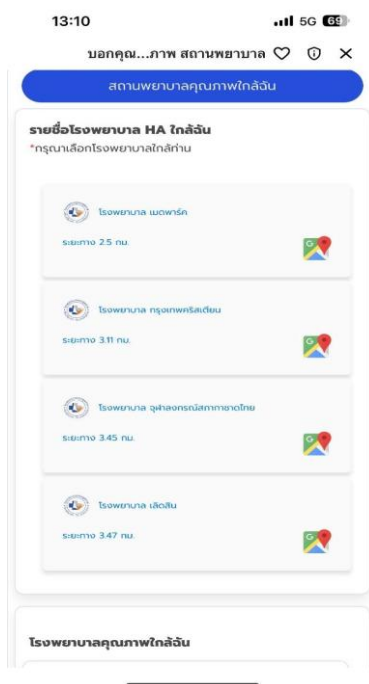 13:10
5G 69
บอกคุณ...ภาพ สถานพยาบาล
สถานพยาบาลคุณภาพใกล้ฉัน
รายชื่อโรงพยาบาล HA ใกล้ฉัน
*กรุณาเลือกโรงพยาบาลใกล้ท่าน
โรงพยาบาล เมดพาร์ค
ระยะทาง 2.5 กม.
โรงพยาบาล กรุงเทพคริสเตียน
ระยะทาง 3.11 กม.
โรงพยาบาล จุฬาลงกรณ์สภากาชาดไทย
ระยะทาง 3.45 กม.
โรงพยาบาล เลิดสิน
ระยะทาง 3.47 กม.
โรงพยาบาลคุณภาพใกล้ฉัน